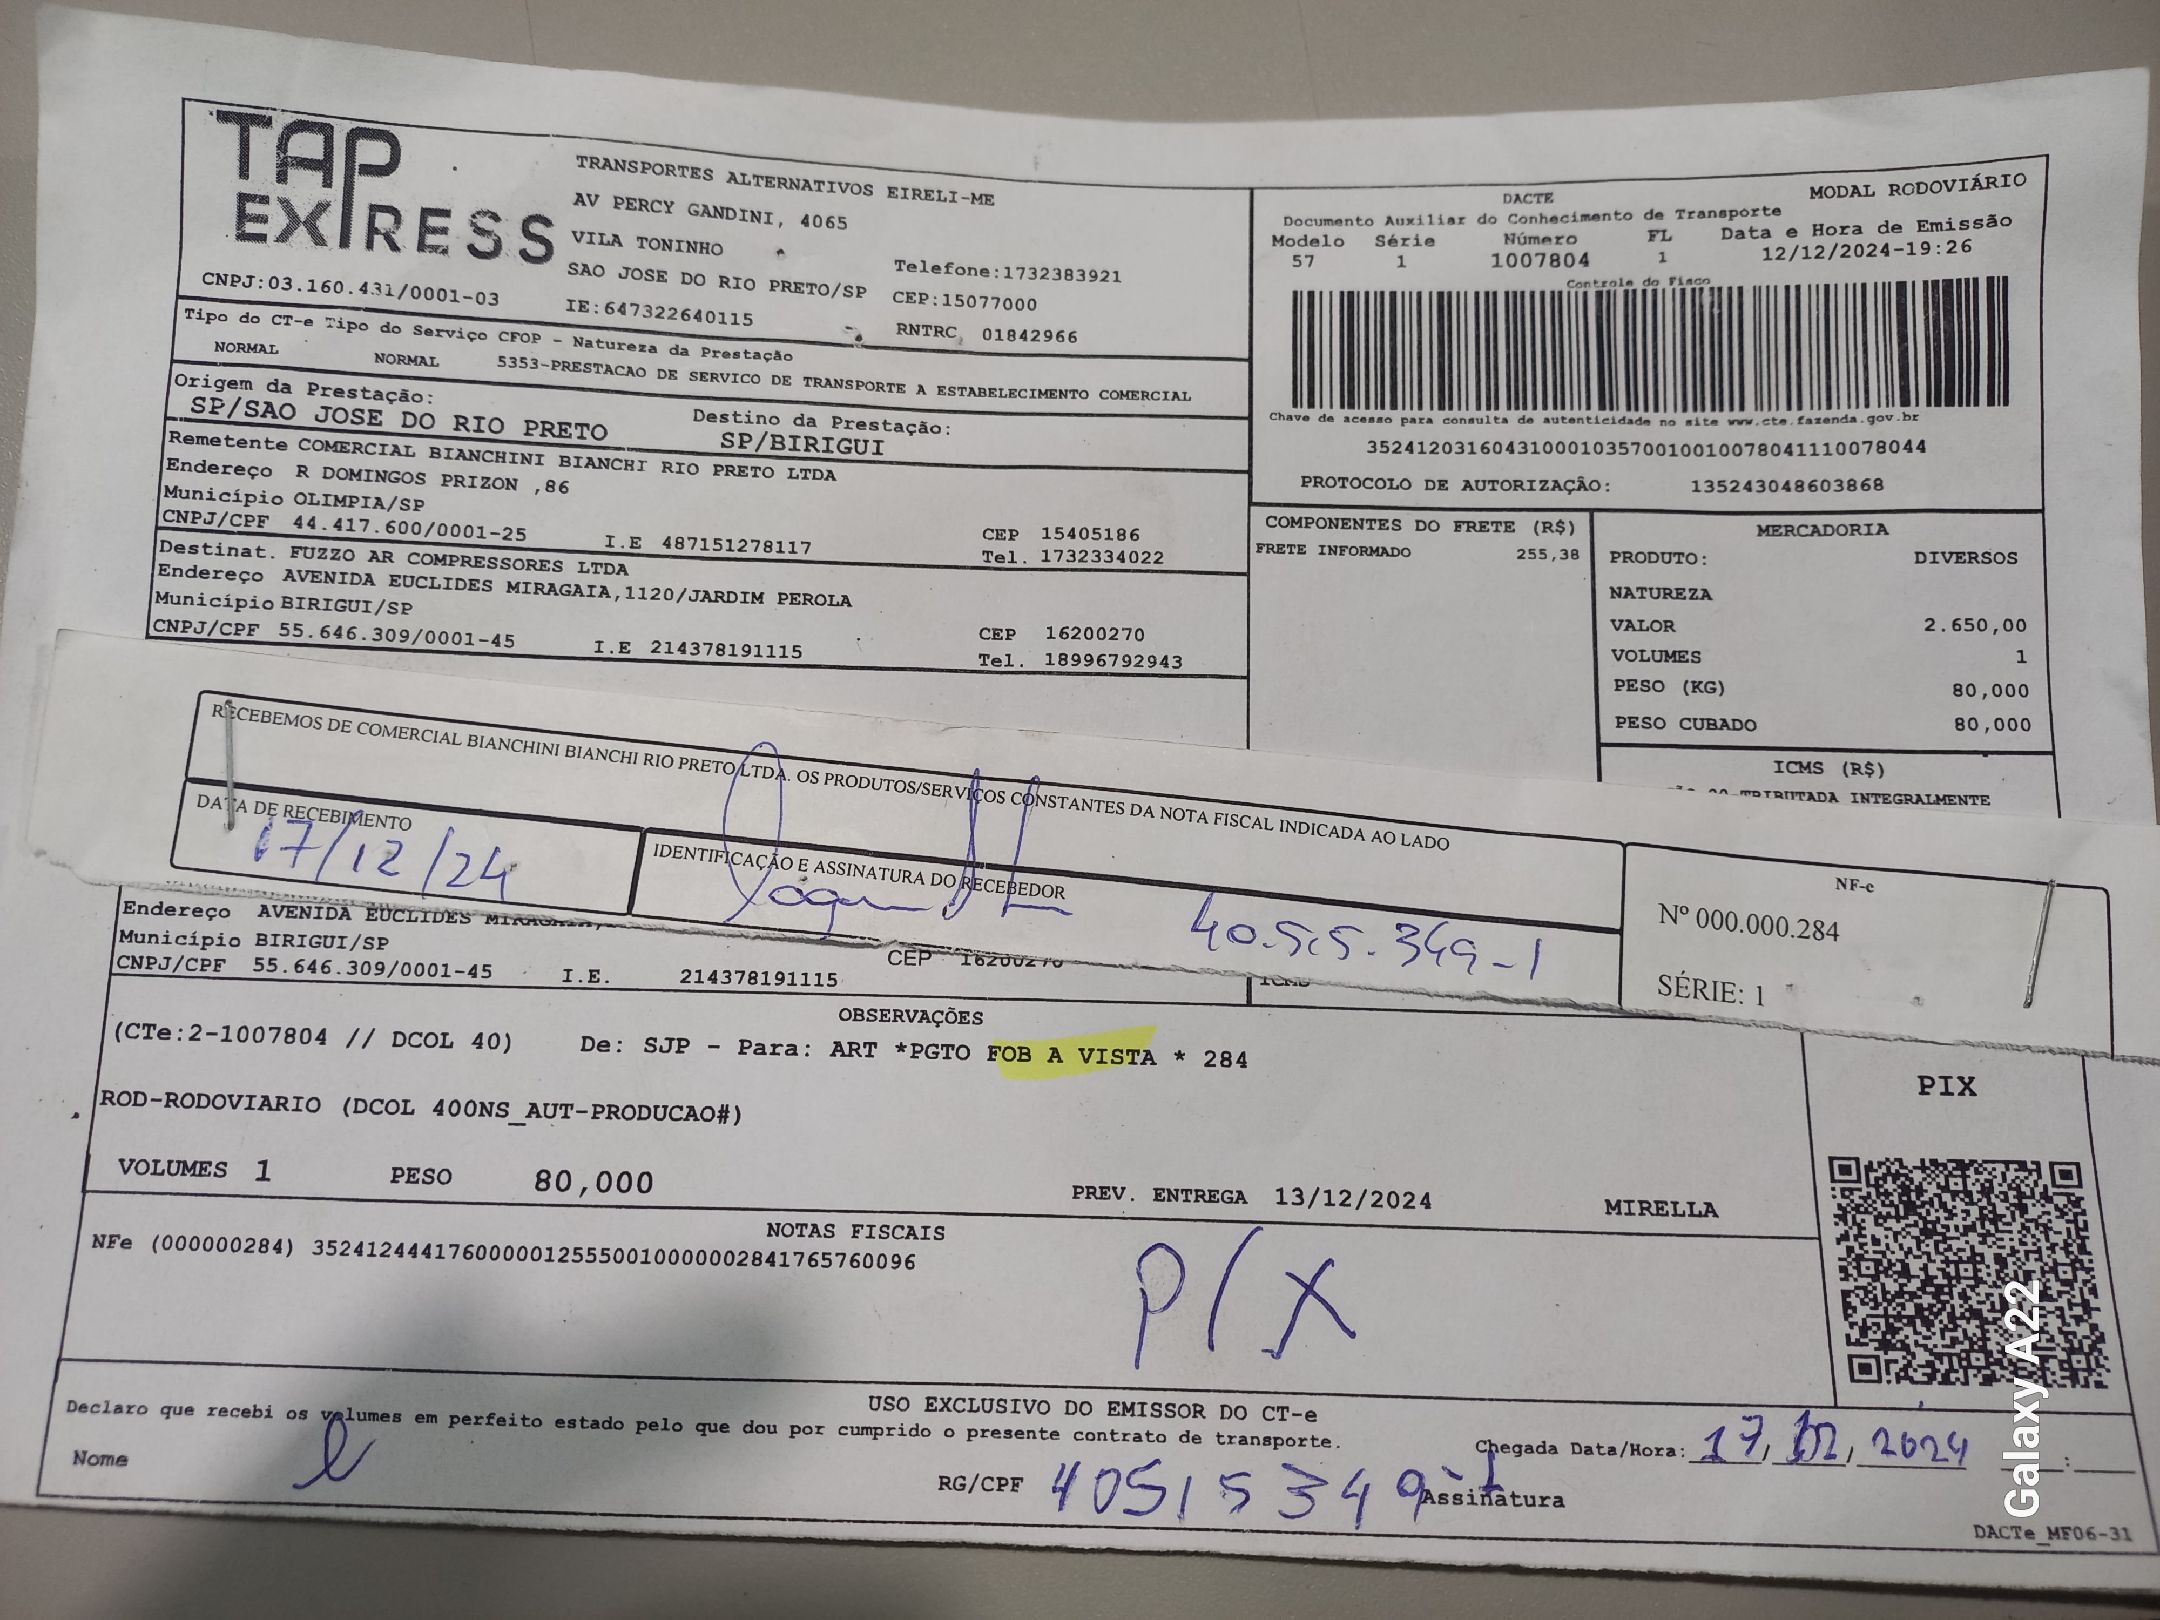 TAP
EXPRESS
TRANSPORTES ALTERNATIVOS EIRELI-ME
AV PERCY GANDINI, 4065
VILA TONINHO
SAO JOSE DO RIO PRETO/SP
Telefone:1732383921
CEP:15077000
CNPJ:03.160.431/0001-03
IE:647322640115
RNTRC 01842966
Tipo do CT-e Tipo do Serviço CFOP - Natureza da Prestação
NORMAL NORMAL 5353-PRESTACAO DE SERVICO DE TRANSPORTE A ESTABELECIMENTO COMERCIAL
Origem da Prestação: Destino da Prestação:
SP/SAO JOSE DO RIO PRETO SP/BIRIGUI
Remetente COMERCIAL BIANCHINI BIANCHI RIO PRETO LTDA
Endereço R DOMINGOS PRIZON ,86
Município OLIMPIA/SP CEP 15405186
CNPJ/CPF 44.417.600/0001-25 I.E 487151278117 Tel. 1732334022
Destinat. FUZZO AR COMPRESSORES LTDA
Endereço AVENIDA EUCLIDES MIRAGAIA,1120/JARDIM PEROLA
Município BIRIGUI/SP CEP 16200270
CNPJ/CPF 55.646.309/0001-45 I.E 214378191115 Tel. 18996792943
DACTE MODAL RODOVIÁRIO
Documento Auxiliar do Conhecimento de Transporte
Modelo Série Número FL Data e Hora de Emissão
57 1 1007804 1 12/12/2024-19:26
Controle do Fisco
Chave de acesso para consulta de autenticidade no site www.cte.fazenda.gov.br
35241203160431000103570010010078041110078044
PROTOCOLO DE AUTORIZAÇÃO: 135243048603868
COMPONENTES DO FRETE (R$)
FRETE INFORMADO 255,38
MERCADORIA
PRODUTO: DIVERSOS
NATUREZA
VALOR 2.650,00
VOLUMES 1
PESO (KG) 80,000
PESO CUBADO 80,000
ICMS (R$)
TRIBUTADA INTEGRALMENTE
RECEBEMOS DE COMERCIAL BIANCHINI BIANCHI RIO PRETO LTDA. OS PRODUTOS/SERVIÇOS CONSTANTES DA NOTA FISCAL INDICADA AO LADO
DATA DE RECEBIMENTO
17/12/24
IDENTIFICAÇÃO E ASSINATURA DO RECEBEDOR
40.515.349-1
NF-e
Nº 000.000.284
SÉRIE: 1
Endereço AVENIDA EUCLIDES MIRAGAIA,
Município BIRIGUI/SP CEP 16200270
CNPJ/CPF 55.646.309/0001-45 I.E. 214378191115
ICMS
OBSERVAÇÕES
(CTe:2-1007804 // DCOL 40) De: SJP - Para: ART *PGTO FOB A VISTA * 284
ROD-RODOVIARIO (DCOL 400NS_AUT-PRODUCAO#)
VOLUMES 1 PESO 80,000 PREV. ENTREGA 13/12/2024 MIRELLA
PIX
NOTAS FISCAIS
NFe (000000284) 35241244417600000125550010000002841765760096
PIX
USO EXCLUSIVO DO EMISSOR DO CT-e
Declaro que recebi os volumes em perfeito estado pelo que dou por cumprido o presente contrato de transporte.
Chegada Data/Hora: 17, 12, 2024 :
Nome RG/CPF 40515349-1 Assinatura
DACTe_MF06-31
Galaxy A22